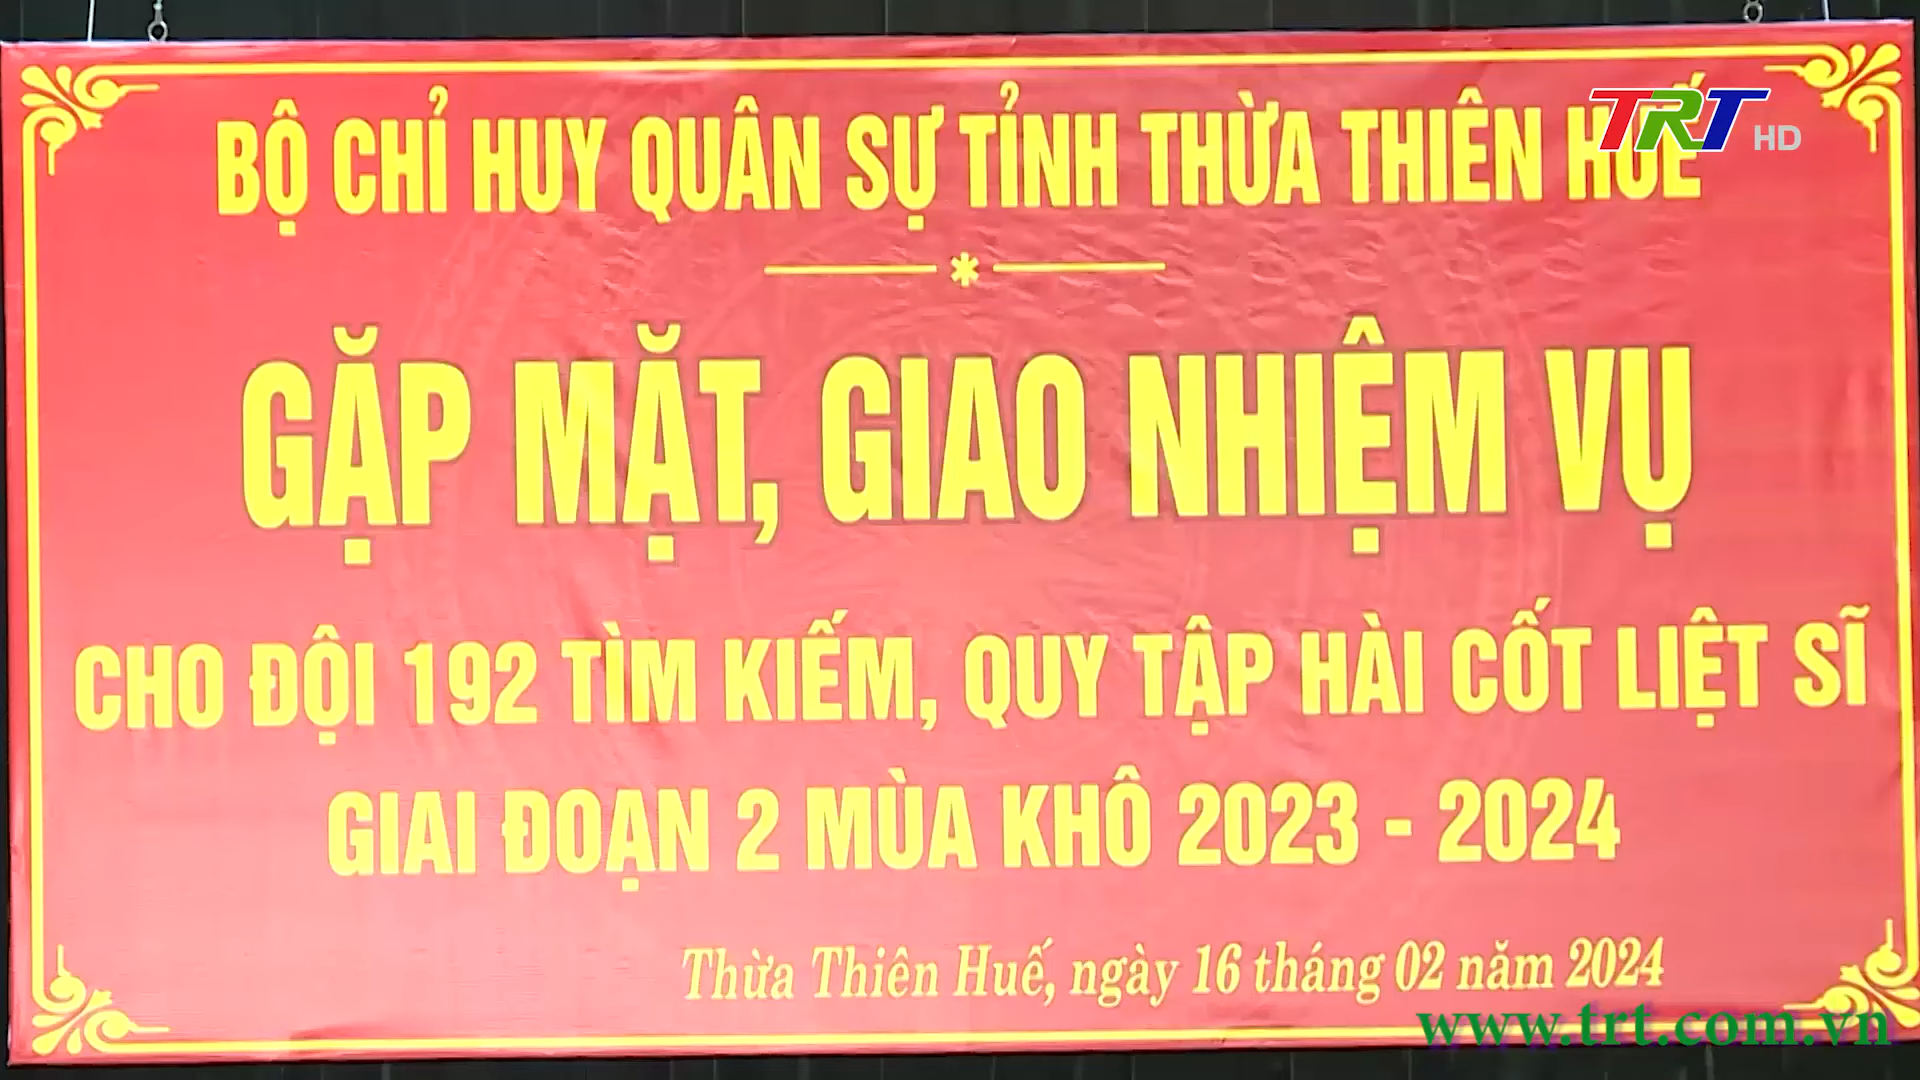 BỘ CHỈ HUY QUÂN SỰ TỈNH THỪA THIÊN HUẾ
TRT HD
GẶP MẶT, GIAO NHIỆM VỤ
CHO ĐỘI 192 TÌM KIẾM, QUY TẬP HÀI CỐT LIỆT SĨ
GIAI ĐOẠN 2 MÙA KHÔ 2023 - 2024
Thừa Thiên Huế, ngày 16 tháng 02 năm 2024
www.trt.com.vn